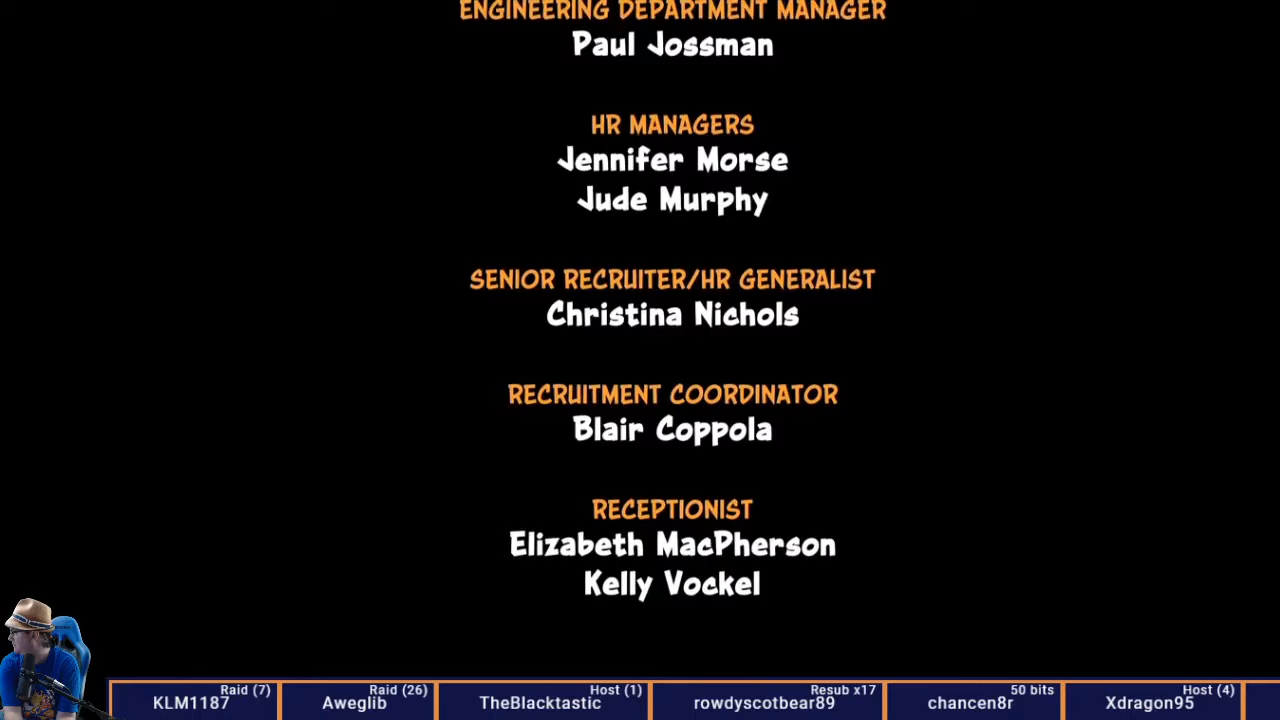 ENGINEERING DEPARTMENT MANAGER
Paul Jossman
HR MANAGERS
Jennifer Morse
Jude Murphy
SENIOR RECRUITER/HR GENERALIST
Christina Nichols
RECRUITMENT COORDINATOR
Blair Coppola
RECEPTIONIST
Elizabeth MacPherson
Kelly Vockel
Raid (7)
KLM1187
Raid (26)
Aweglib
Host (1)
TheBlacktastic
Resub x17
rowdyscotbear89
50 bits
chancen8r
Host (4)
Xdragon95